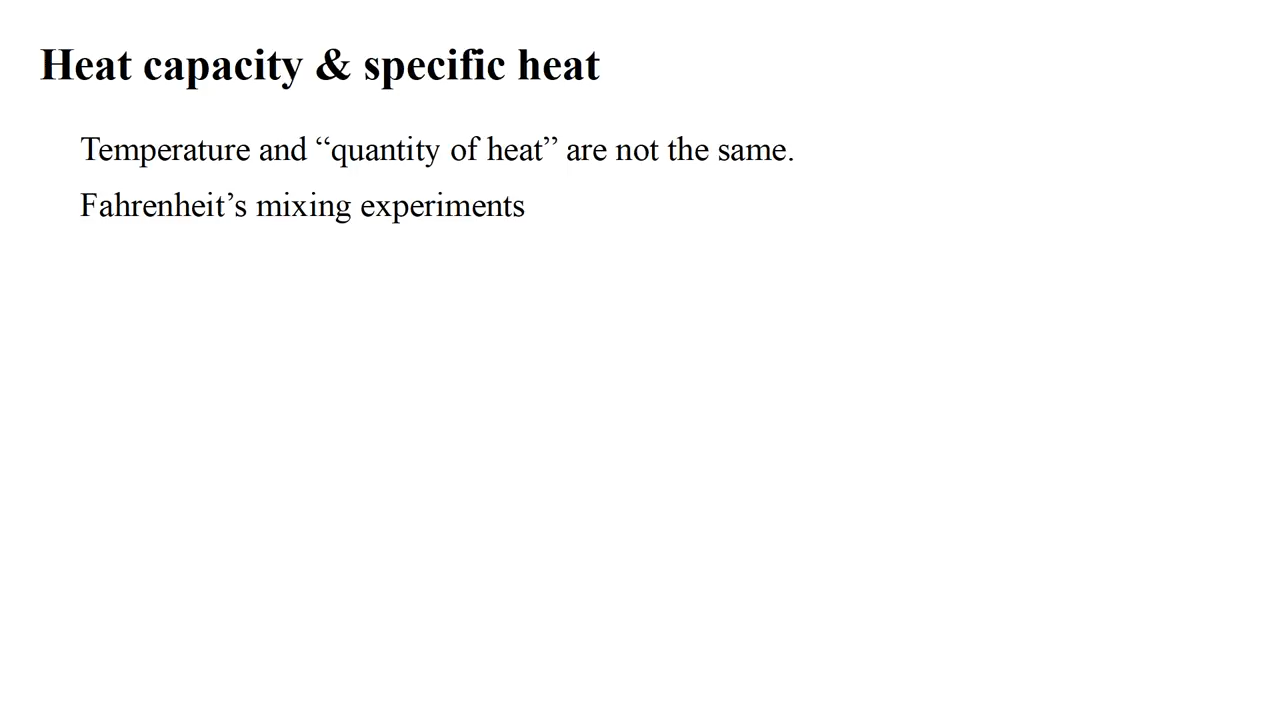 Heat capacity & specific heat
Temperature and “quantity of heat” are not the same.
Fahrenheit’s mixing experiments